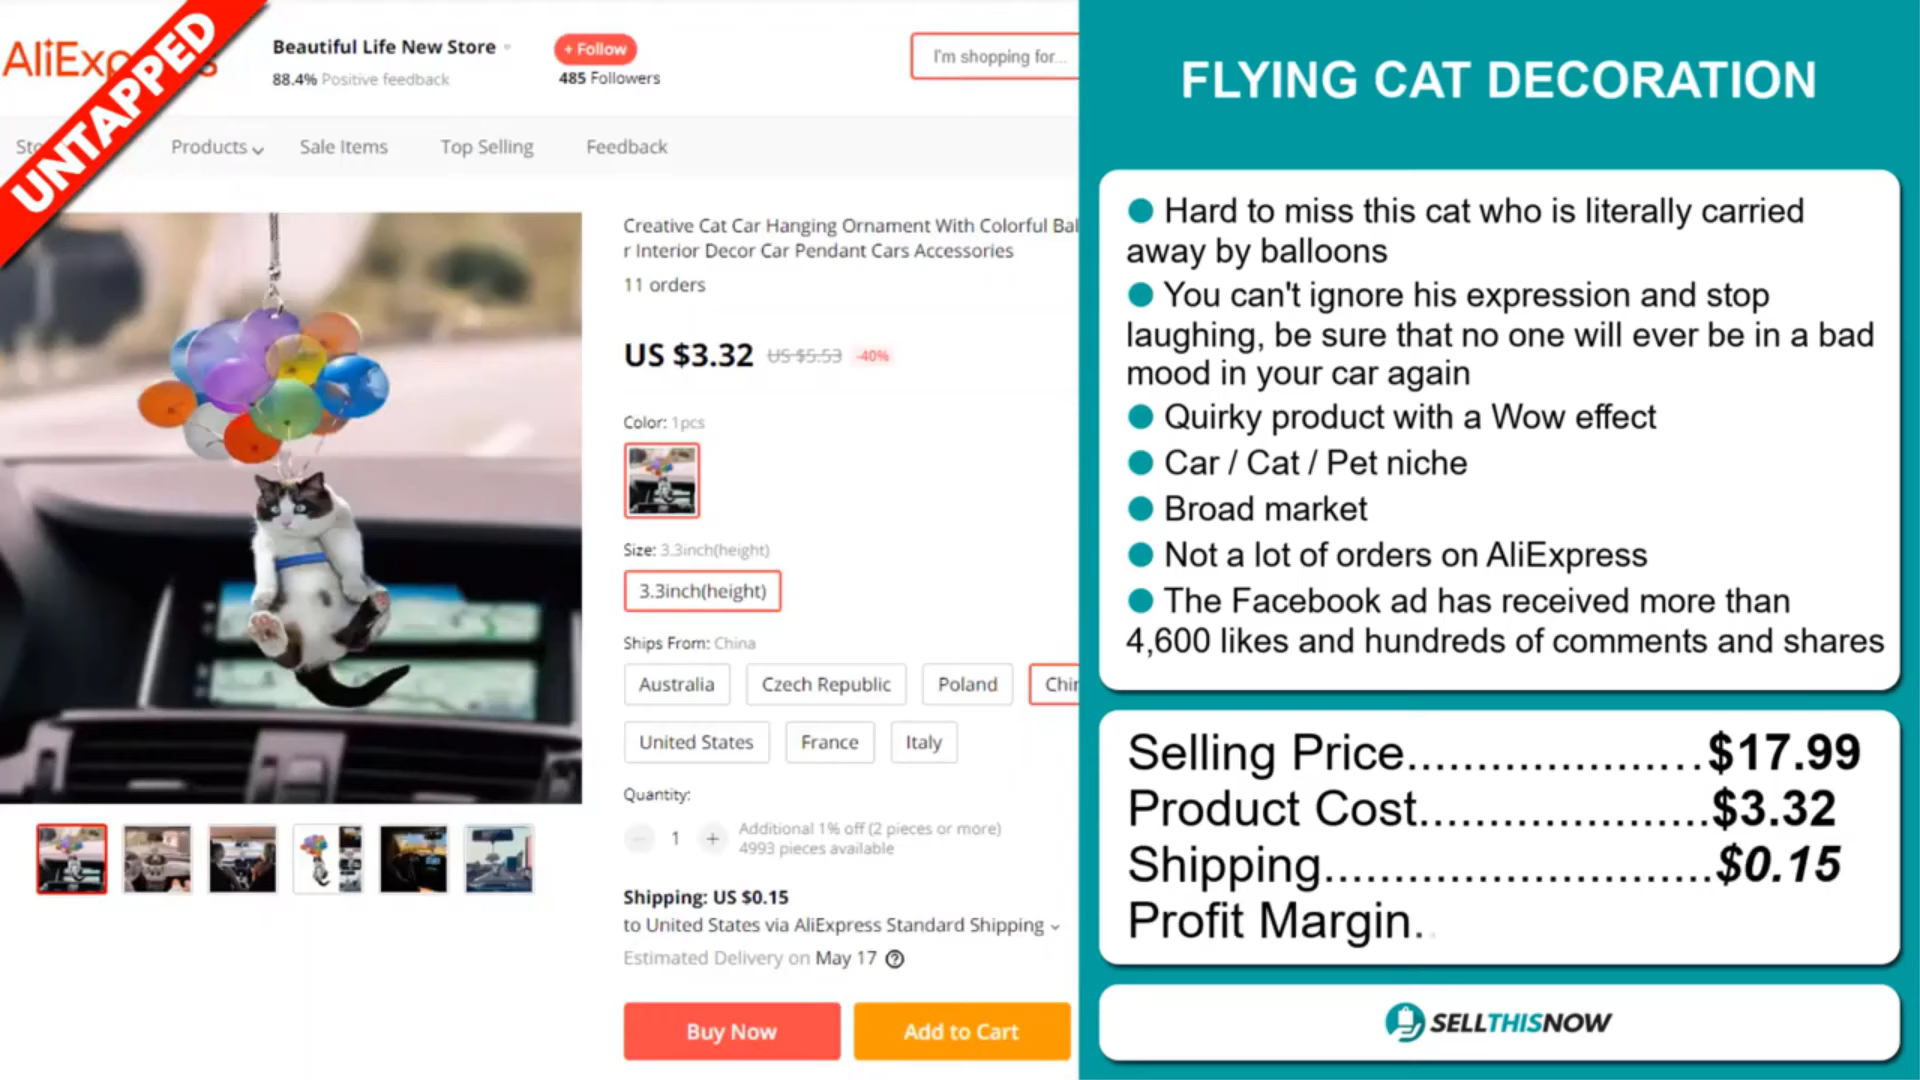 UNTAPPED
Beautiful Life New Store
88.4% Positive feedback
+ Follow
485 Followers
I'm shopping for...
Products
Sale Items
Top Selling
Feedback
Creative Cat Car Hanging Ornament With Colorful Bal
r Interior Decor Car Pendant Cars Accessories
11 orders
US $3.32 US $5.53 -40%
Color: 1pcs
Size: 3.3inch(height)
3.3inch(height)
Ships From: China
Australia
Czech Republic
Poland
Chin
United States
France
Italy
Quantity:
1
Additional 1% off (2 pieces or more)
4993 pieces available
Shipping: US $0.15
to United States via AliExpress Standard Shipping
Estimated Delivery on May 17
Buy Now
Add to Cart
FLYING CAT DECORATION
● Hard to miss this cat who is literally carried
away by balloons
● You can't ignore his expression and stop
laughing, be sure that no one will ever be in a bad
mood in your car again
● Quirky product with a Wow effect
● Car / Cat / Pet niche
● Broad market
● Not a lot of orders on AliExpress
● The Facebook ad has received more than
4,600 likes and hundreds of comments and shares
Selling Price.....................$17.99
Product Cost.....................$3.32
Shipping............................$0.15
Profit Margin.
SELLTHISNOW